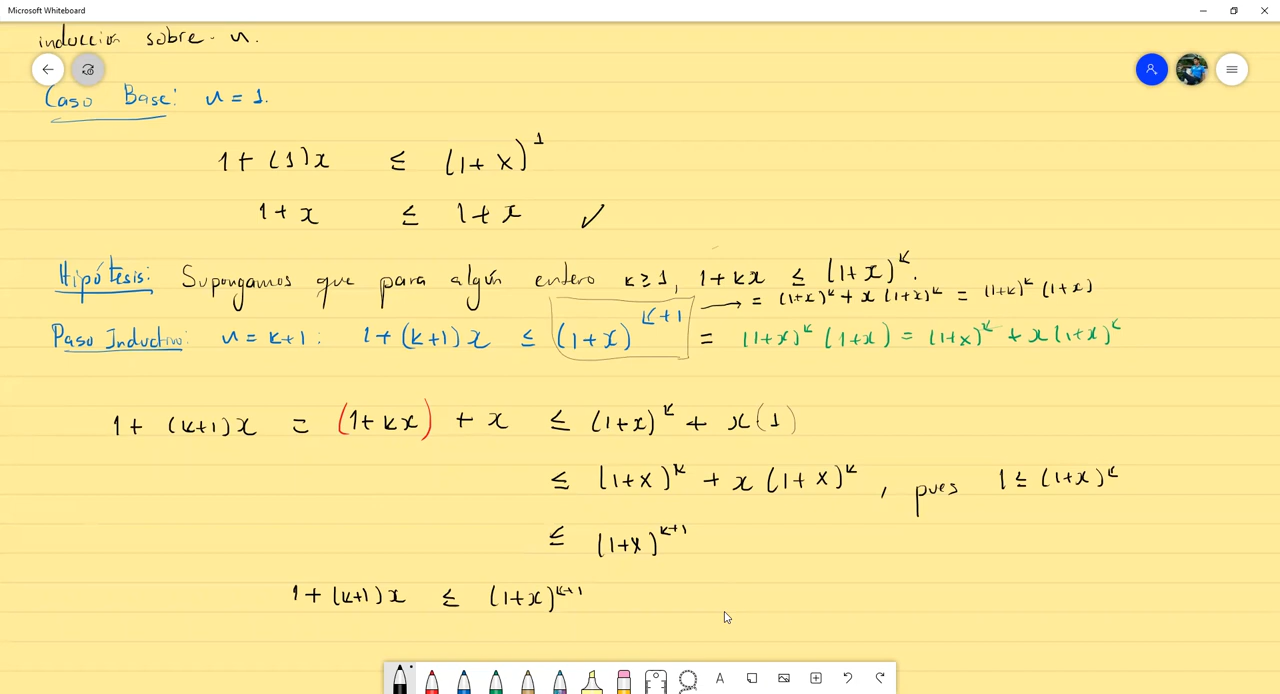 Microsoft Whiteboard
inducción sobre n.
Caso Base: n = 1.
1 + (1)x ≤ (1+x)^1
1 + x ≤ 1 + x ✓
Hipótesis: Supongamos que para algún entero k ≥ 1, 1 + kx ≤ (1+x)^k.
→ = (1+x)^k + x(1+x)^k = (1+x)^k (1+x)
Paso Inductivo: n = k+1: 1 + (k+1)x ≤ (1+x)^{k+1} = (1+x)^k (1+x) = (1+x)^k + x(1+x)^k
1 + (k+1)x = (1+kx) + x ≤ (1+x)^k + x(1)
≤ (1+x)^k + x(1+x)^k, pues 1 ≤ (1+x)^k
≤ (1+x)^{k+1}
1 + (k+1)x ≤ (1+x)^{k+1}
A